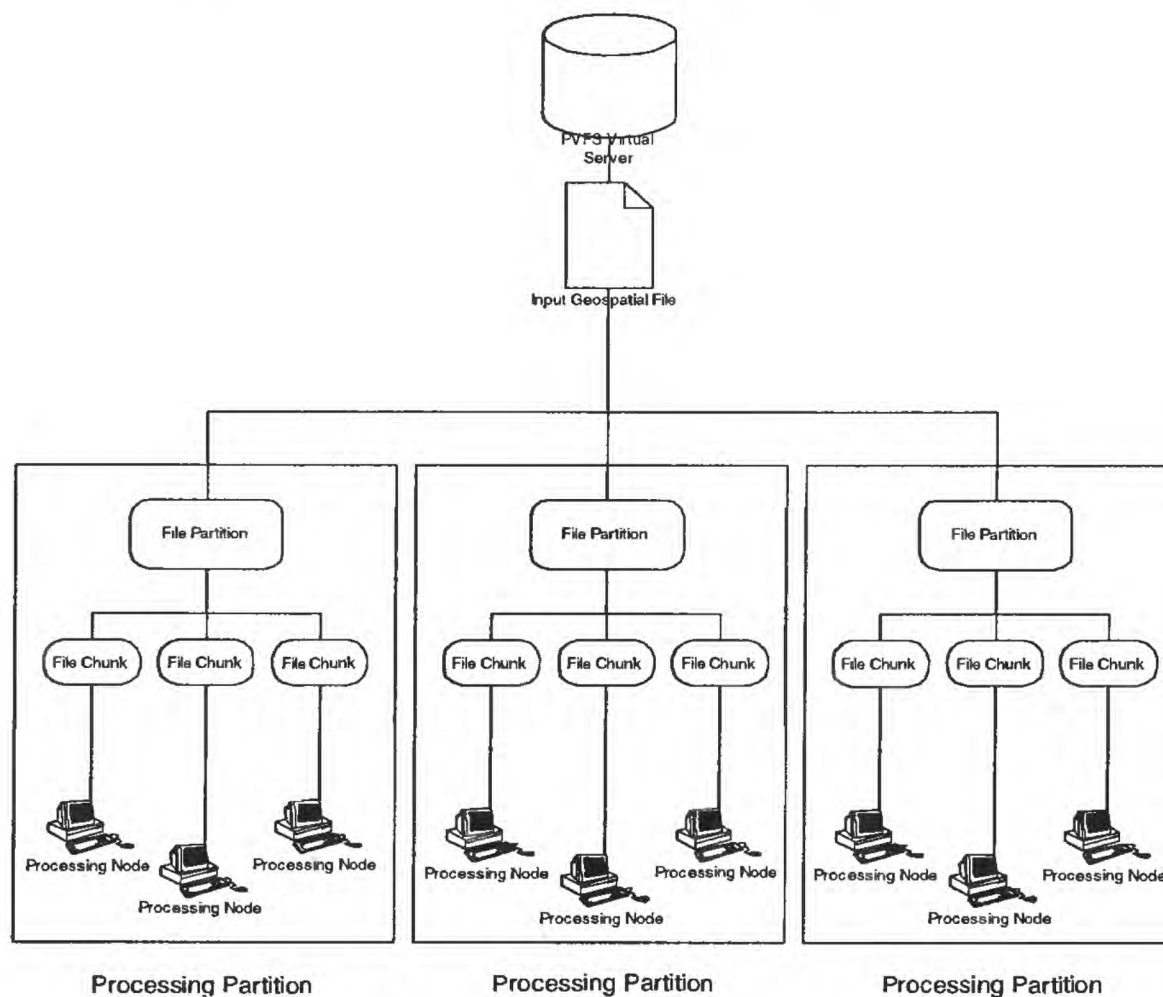 PVFS Virtual
Server
Input Geospatial File
File Partition
File Chunk
File Chunk
File Chunk
Processing Node
Processing Node
Processing Node
Processing Partition
File Partition
File Chunk
File Chunk
File Chunk
Processing Node
Processing Node
Processing Node
Processing Partition
File Partition
File Chunk
File Chunk
File Chunk
Processing Node
Processing Node
Processing Node
Processing Partition